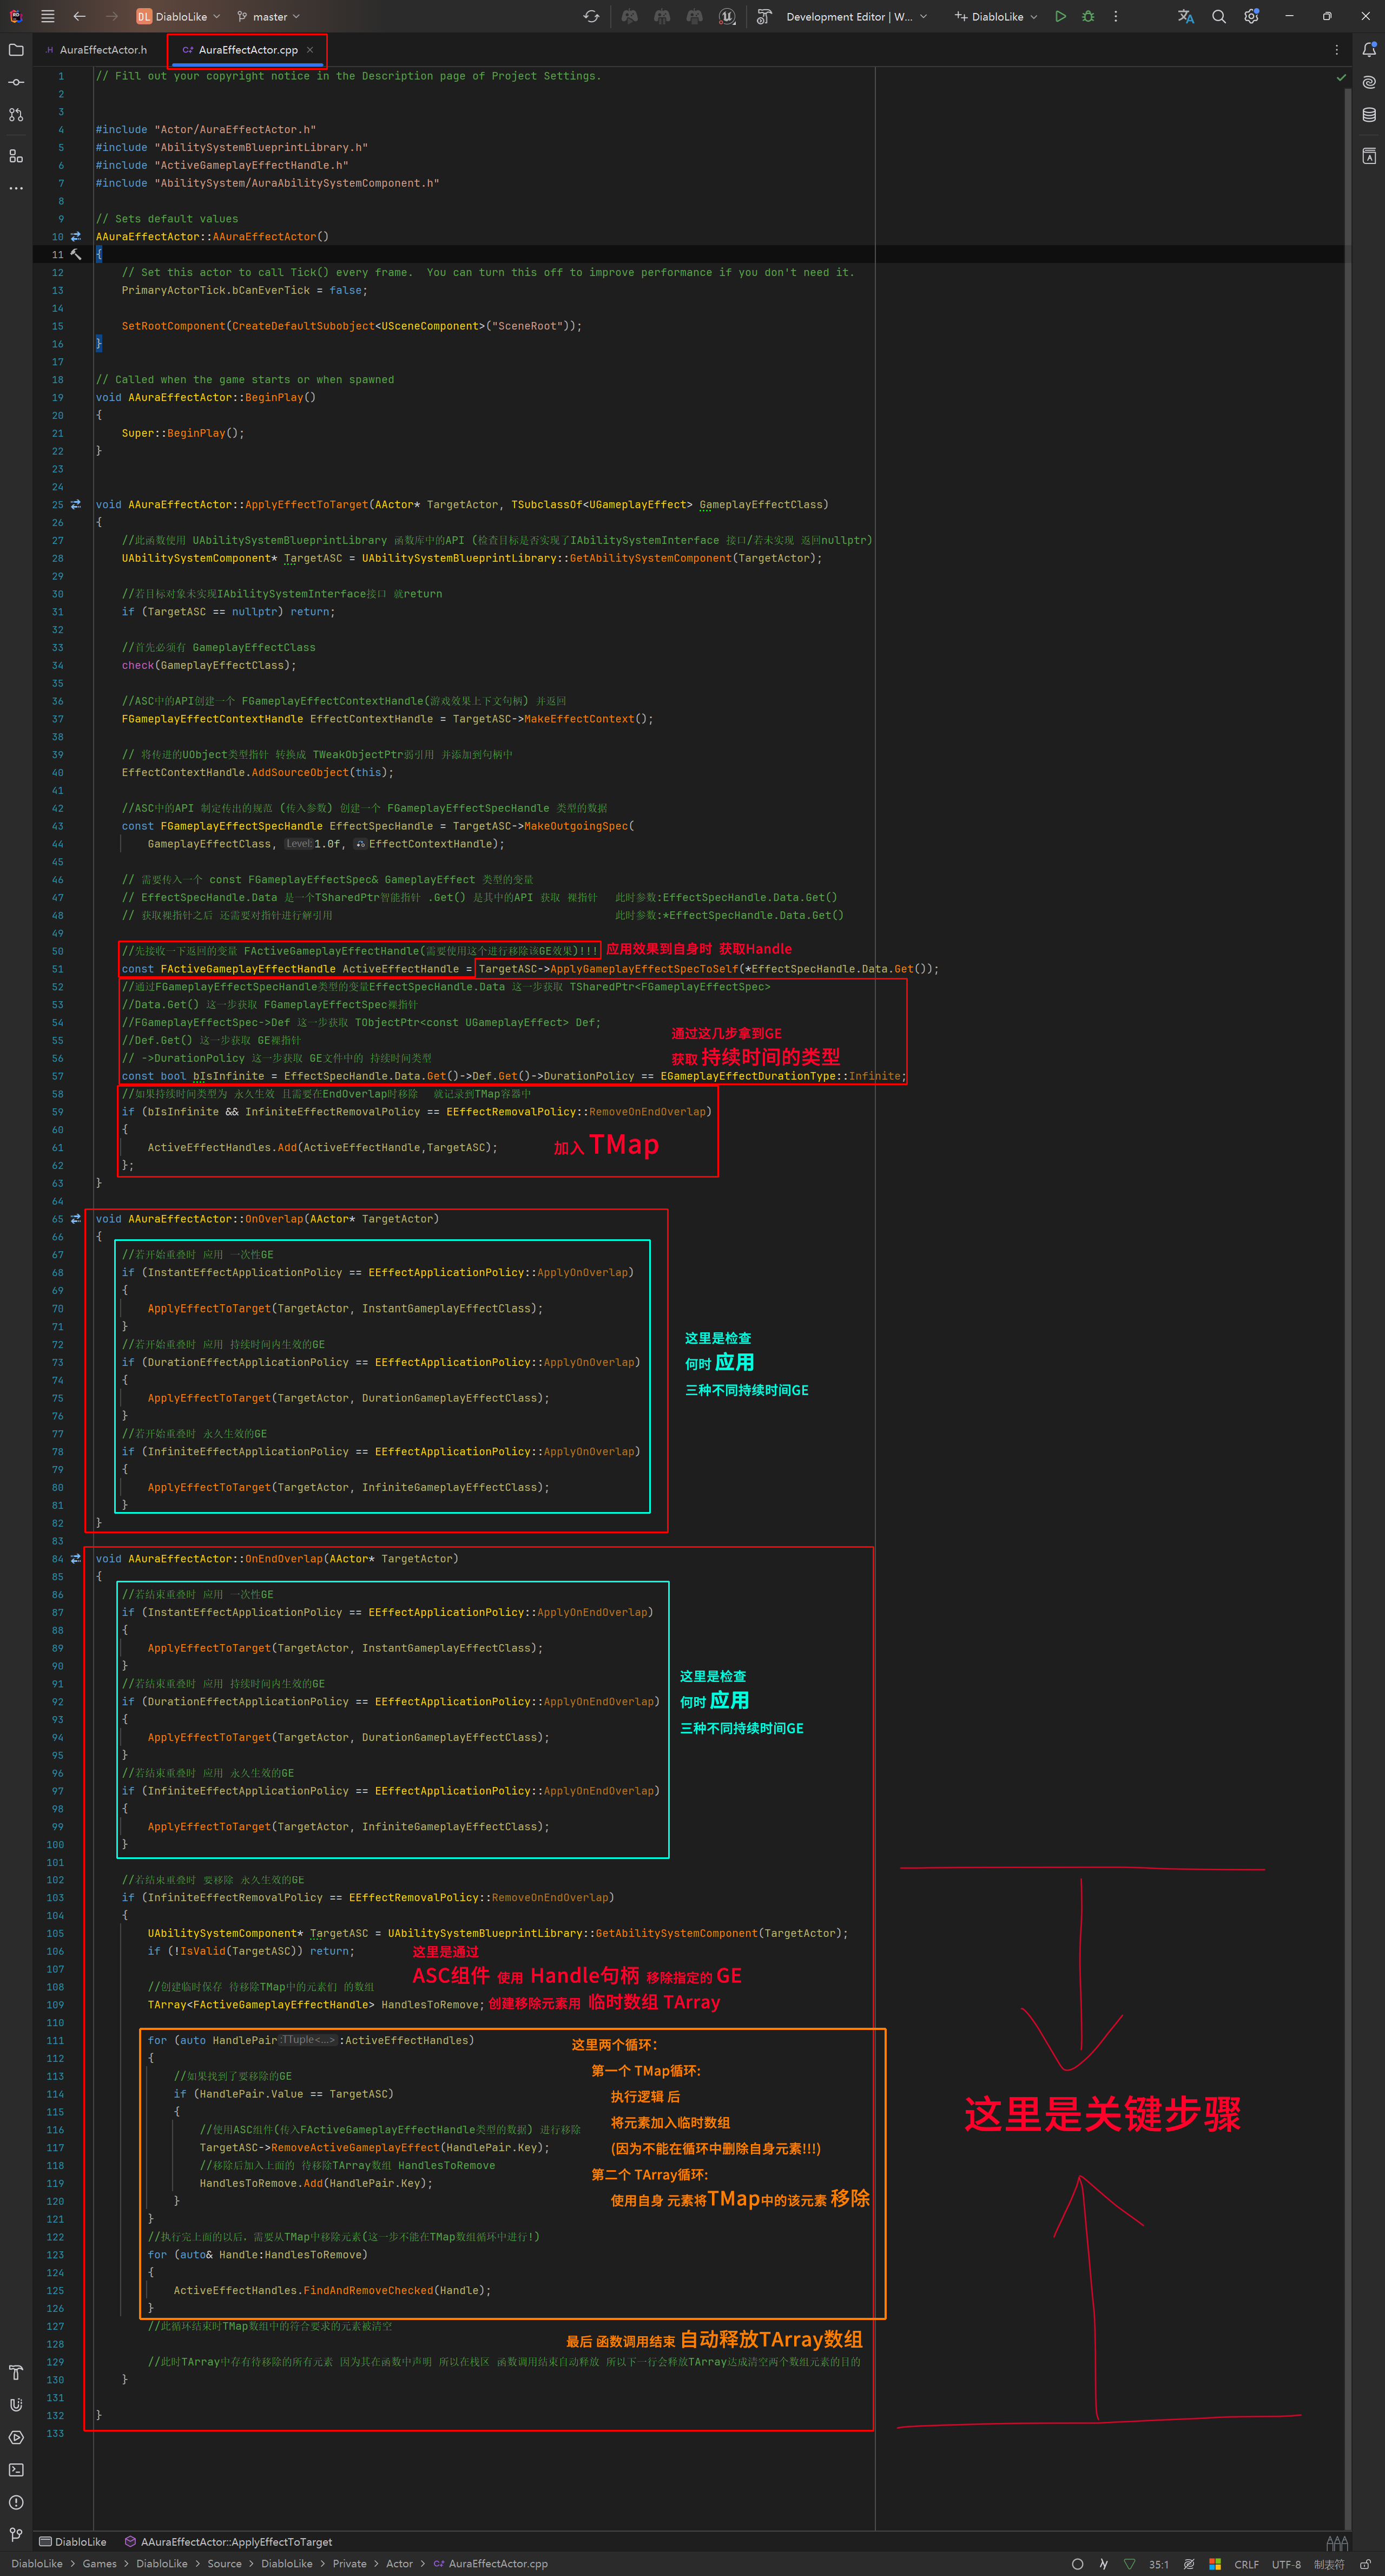 DL DiabloLike master Development Editor | W... DiabloLike
.H AuraEffectActor.h C++ AuraEffectActor.cpp ×
1 // Fill out your copyright notice in the Description page of Project Settings.
2
3
4 #include "Actor/AuraEffectActor.h"
5 #include "AbilitySystemBlueprintLibrary.h"
6 #include "ActiveGameplayEffectHandle.h"
7 #include "AbilitySystem/AuraAbilitySystemComponent.h"
8
9 // Sets default values
10 AAuraEffectActor::AAuraEffectActor()
11 {
12 // Set this actor to call Tick() every frame.  You can turn this off to improve performance if you don't need it.
13 PrimaryActorTick.bCanEverTick = false;
14
15 SetRootComponent(CreateDefaultSubobject<USceneComponent>("SceneRoot"));
16 }
17
18 // Called when the game starts or when spawned
19 void AAuraEffectActor::BeginPlay()
20 {
21 Super::BeginPlay();
22 }
23
24
25 void AAuraEffectActor::ApplyEffectToTarget(AActor* TargetActor, TSubclassOf<UGameplayEffect> GameplayEffectClass)
26 {
27 //此函数使用 UAbilitySystemBlueprintLibrary 函数库中的API (检查目标是否实现了IAbilitySystemInterface 接口/若未实现 返回nullptr)
28 UAbilitySystemComponent* TargetASC = UAbilitySystemBlueprintLibrary::GetAbilitySystemComponent(TargetActor);
29
30 //若目标对象未实现IAbilitySystemInterface接口 就return
31 if (TargetASC == nullptr) return;
32
33 //首先必须有 GameplayEffectClass
34 check(GameplayEffectClass);
35
36 //ASC中的API创建一个 FGameplayEffectContextHandle(游戏效果上下文句柄) 并返回
37 FGameplayEffectContextHandle EffectContextHandle = TargetASC->MakeEffectContext();
38
39 // 将传进的UObject类型指针 转换成 TWeakObjectPtr弱引用 并添加到句柄中
40 EffectContextHandle.AddSourceObject(this);
41
42 //ASC中的API 制定传出的规范 (传入参数) 创建一个 FGameplayEffectSpecHandle 类型的数据
43 const FGameplayEffectSpecHandle EffectSpecHandle = TargetASC->MakeOutgoingSpec(
44 GameplayEffectClass, Level: 1.0f, EffectContextHandle);
45
46 // 需要传入一个 const FGameplayEffectSpec& GameplayEffect 类型的变量
47 // EffectSpecHandle.Data 是一个TSharedPtr智能指针 .Get() 是其中的API 获取 裸指针 此时参数:EffectSpecHandle.Data.Get()
48 // 获取裸指针之后 还需要对指针进行解引用 此时参数:*EffectSpecHandle.Data.Get()
49
50 //先接收一下返回的变量 FActiveGameplayEffectHandle(需要使用这个进行移除该GE效果)!!! 应用效果到自身时 获取Handle
51 const FActiveGameplayEffectHandle ActiveEffectHandle = TargetASC->ApplyGameplayEffectSpecToSelf(*EffectSpecHandle.Data.Get());
52 //通过FGameplayEffectSpecHandle类型的变量EffectSpecHandle.Data 这一步获取 TSharedPtr<FGameplayEffectSpec>
53 //Data.Get() 这一步获取 FGameplayEffectSpec裸指针
54 //FGameplayEffectSpec->Def 这一步获取 TObjectPtr<const UGameplayEffect> Def;
55 //Def.Get() 这一步获取 GE裸指针 通过这几步拿到GE
56 // ->DurationPolicy 这一步获取 GE文件中的 持续时间类型 获取 持续时间的类型
57 const bool bIsInfinite = EffectSpecHandle.Data.Get()->Def.Get()->DurationPolicy == EGameplayEffectDurationType::Infinite;
58 //如果持续时间类型为 永久生效 且需要在EndOverlap时移除  就记录到TMap容器中
59 if (bIsInfinite && InfiniteEffectRemovalPolicy == EEffectRemovalPolicy::RemoveOnEndOverlap)
60 {
61 ActiveEffectHandles.Add(ActiveEffectHandle,TargetASC); 加入 TMap
62 };
63 }
64
65 void AAuraEffectActor::OnOverlap(AActor* TargetActor)
66 {
67 //若开始重叠时 应用 一次性GE
68 if (InstantEffectApplicationPolicy == EEffectApplicationPolicy::ApplyOnOverlap)
69 {
70 ApplyEffectToTarget(TargetActor, InstantGameplayEffectClass);
71 }
72 //若开始重叠时 应用 持续时间内生效的GE
73 if (DurationEffectApplicationPolicy == EEffectApplicationPolicy::ApplyOnOverlap)
74 {
75 ApplyEffectToTarget(TargetActor, DurationGameplayEffectClass);
76 }
77 //若开始重叠时 永久生效的GE
78 if (InfiniteEffectApplicationPolicy == EEffectApplicationPolicy::ApplyOnOverlap)
79 {
80 ApplyEffectToTarget(TargetActor, InfiniteGameplayEffectClass);
81 }
82 }
这里是检查
何时 应用
三种不同持续时间GE
83
84 void AAuraEffectActor::OnEndOverlap(AActor* TargetActor)
85 {
86 //若结束重叠时 应用 一次性GE
87 if (InstantEffectApplicationPolicy == EEffectApplicationPolicy::ApplyOnEndOverlap)
88 {
89 ApplyEffectToTarget(TargetActor, InstantGameplayEffectClass);
90 }
91 //若结束重叠时 应用 持续时间内生效的GE
92 if (DurationEffectApplicationPolicy == EEffectApplicationPolicy::ApplyOnEndOverlap)
93 {
94 ApplyEffectToTarget(TargetActor, DurationGameplayEffectClass);
95 }
96 //若结束重叠时 应用 永久生效的GE
97 if (InfiniteEffectApplicationPolicy == EEffectApplicationPolicy::ApplyOnEndOverlap)
98 {
99 ApplyEffectToTarget(TargetActor, InfiniteGameplayEffectClass);
100 }
这里是检查
何时 应用
三种不同持续时间GE
101
102 //若结束重叠时 要移除 永久生效的GE
103 if (InfiniteEffectRemovalPolicy == EEffectRemovalPolicy::RemoveOnEndOverlap)
104 {
105 UAbilitySystemComponent* TargetASC = UAbilitySystemBlueprintLibrary::GetAbilitySystemComponent(TargetActor);
106 if (!IsValid(TargetASC)) return; 这里是通过
107 ASC组件 使用 Handle句柄 移除指定的 GE
108 //创建临时保存 待移除TMap中的元素们 的数组
109 TArray<FActiveGameplayEffectHandle> HandlesToRemove; 创建移除元素用 临时数组 TArray
110
111 for (auto HandlePair :TTuple<...> :ActiveEffectHandles)
112 {
113 //如果找到了要移除的GE
114 if (HandlePair.Value == TargetASC)
115 {
116 //使用ASC组件(传入FActiveGameplayEffectHandle类型的数据) 进行移除
117 TargetASC->RemoveActiveGameplayEffect(HandlePair.Key);
118 //移除后加入上面的 待移除TArray数组 HandlesToRemove
119 HandlesToRemove.Add(HandlePair.Key);
120 }
121 }
122 //执行完上面的以后，需要从TMap中移除元素(这一步不能在TMap数组循环中进行!)
123 for (auto& Handle:HandlesToRemove)
124 {
125 ActiveEffectHandles.FindAndRemoveChecked(Handle);
126 }
这里两个循环:
第一个 TMap循环:
执行逻辑 后
将元素加入临时数组
(因为不能在循环中删除自身元素!!!)
第二个 TArray循环:
使用自身 元素将TMap中的该元素 移除
这里是关键步骤
127 //此循环结束时TMap数组中的符合要求的元素被清空
128 最后 函数调用结束 自动释放TArray数组
129 //此时TArray中存有待移除的所有元素 因为其在函数中声明 所以在栈区 函数调用结束自动释放 所以下一行会释放TArray达成清空两个数组元素的目的
130 }
131
132 }
133
DiabloLike AAuraEffectActor::ApplyEffectToTarget
DiabloLike > Games > DiabloLike > Source > DiabloLike > Private > Actor > C++ AuraEffectActor.cpp 35:1 CRLF UTF-8 制表符